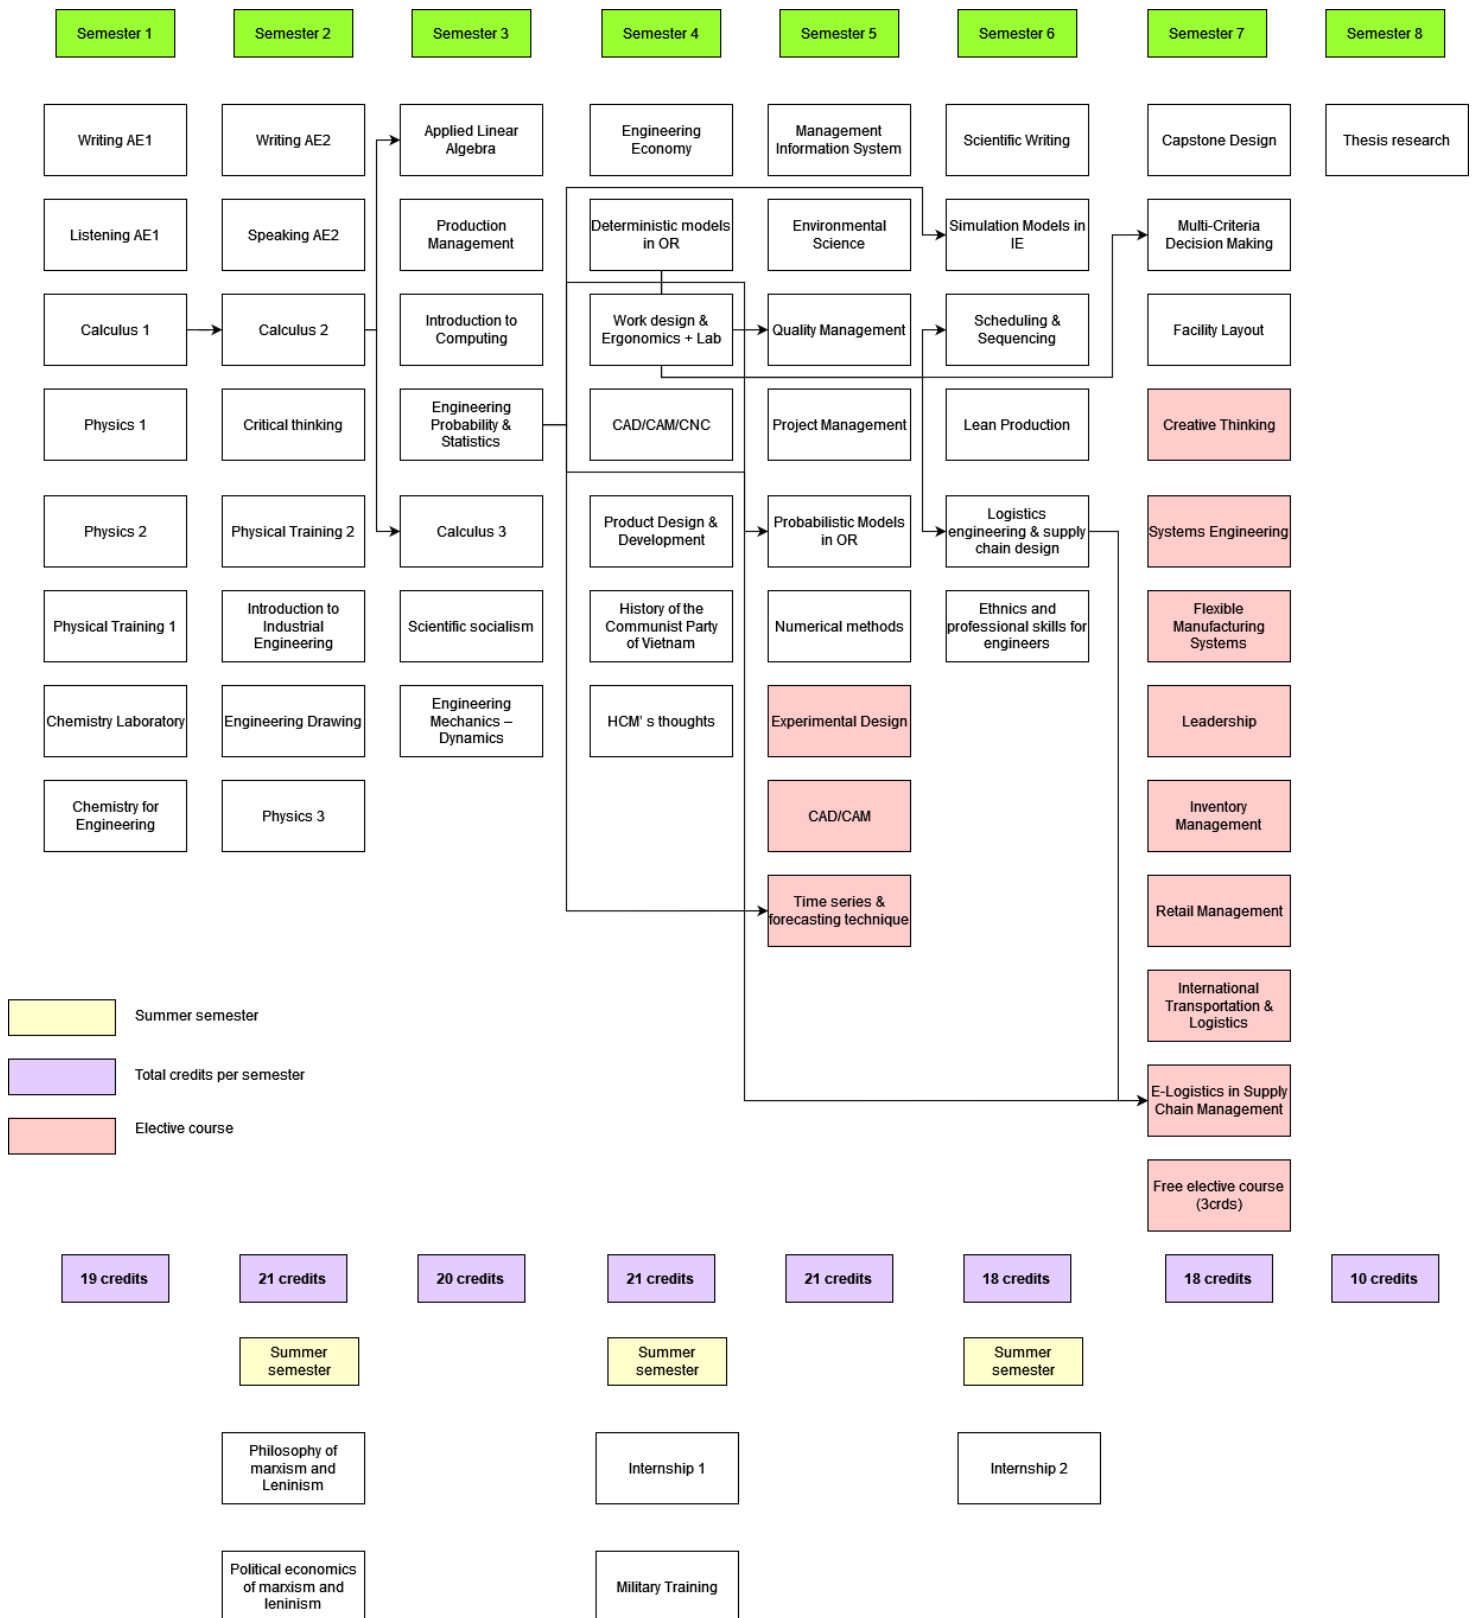 Semester 1
Semester 2
Semester 3
Semester 4
Semester 5
Semester 6
Semester 7
Semester 8
Writing AE1
Writing AE2
Applied Linear
Algebra
Engineering
Economy
Management
Information System
Scientific Writing
Capstone Design
Thesis research
Listening AE1
Speaking AE2
Production
Management
Deterministic models
in OR
Environmental
Science
Simulation Models in
IE
Multi-Criteria
Decision Making
Calculus 1
Calculus 2
Introduction to
Computing
Work design &
Ergonomics + Lab
Quality Management
Scheduling &
Sequencing
Facility Layout
Physics 1
Critical thinking
Engineering
Probability &
Statistics
CAD/CAM/CNC
Project Management
Lean Production
Creative Thinking
Physics 2
Physical Training 2
Calculus 3
Product Design &
Development
Probabilistic Models
in OR
Logistics
engineering & supply
chain design
Systems Engineering
Physical Training 1
Introduction to
Industrial
Engineering
Scientific socialism
History of the
Communist Party
of Vietnam
Numerical methods
Ethnics and
professional skills for
engineers
Flexible
Manufacturing
Systems
Chemistry Laboratory
Engineering Drawing
Engineering
Mechanics –
Dynamics
HCM' s thoughts
Experimental Design
Leadership
Chemistry for
Engineering
Physics 3
CAD/CAM
Inventory
Management
Time series &
forecasting technique
Retail Management
International
Transportation &
Logistics
E-Logistics in Supply
Chain Management
Free elective course
(3crds)
Summer semester
Total credits per semester
Elective course
19 credits
21 credits
20 credits
21 credits
21 credits
18 credits
18 credits
10 credits
Summer
semester
Summer
semester
Summer
semester
Philosophy of
marxism and
Leninism
Internship 1
Internship 2
Political economics
of marxism and
leninism
Military Training